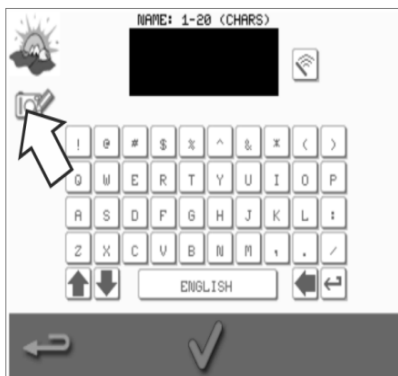 NAME: 1-20 (CHARS)
! @ # $ % ^ & * ( )
Q W E R T Y U I O P
A S D F G H J K L :
Z X C V B N M , . /
ENGLISH